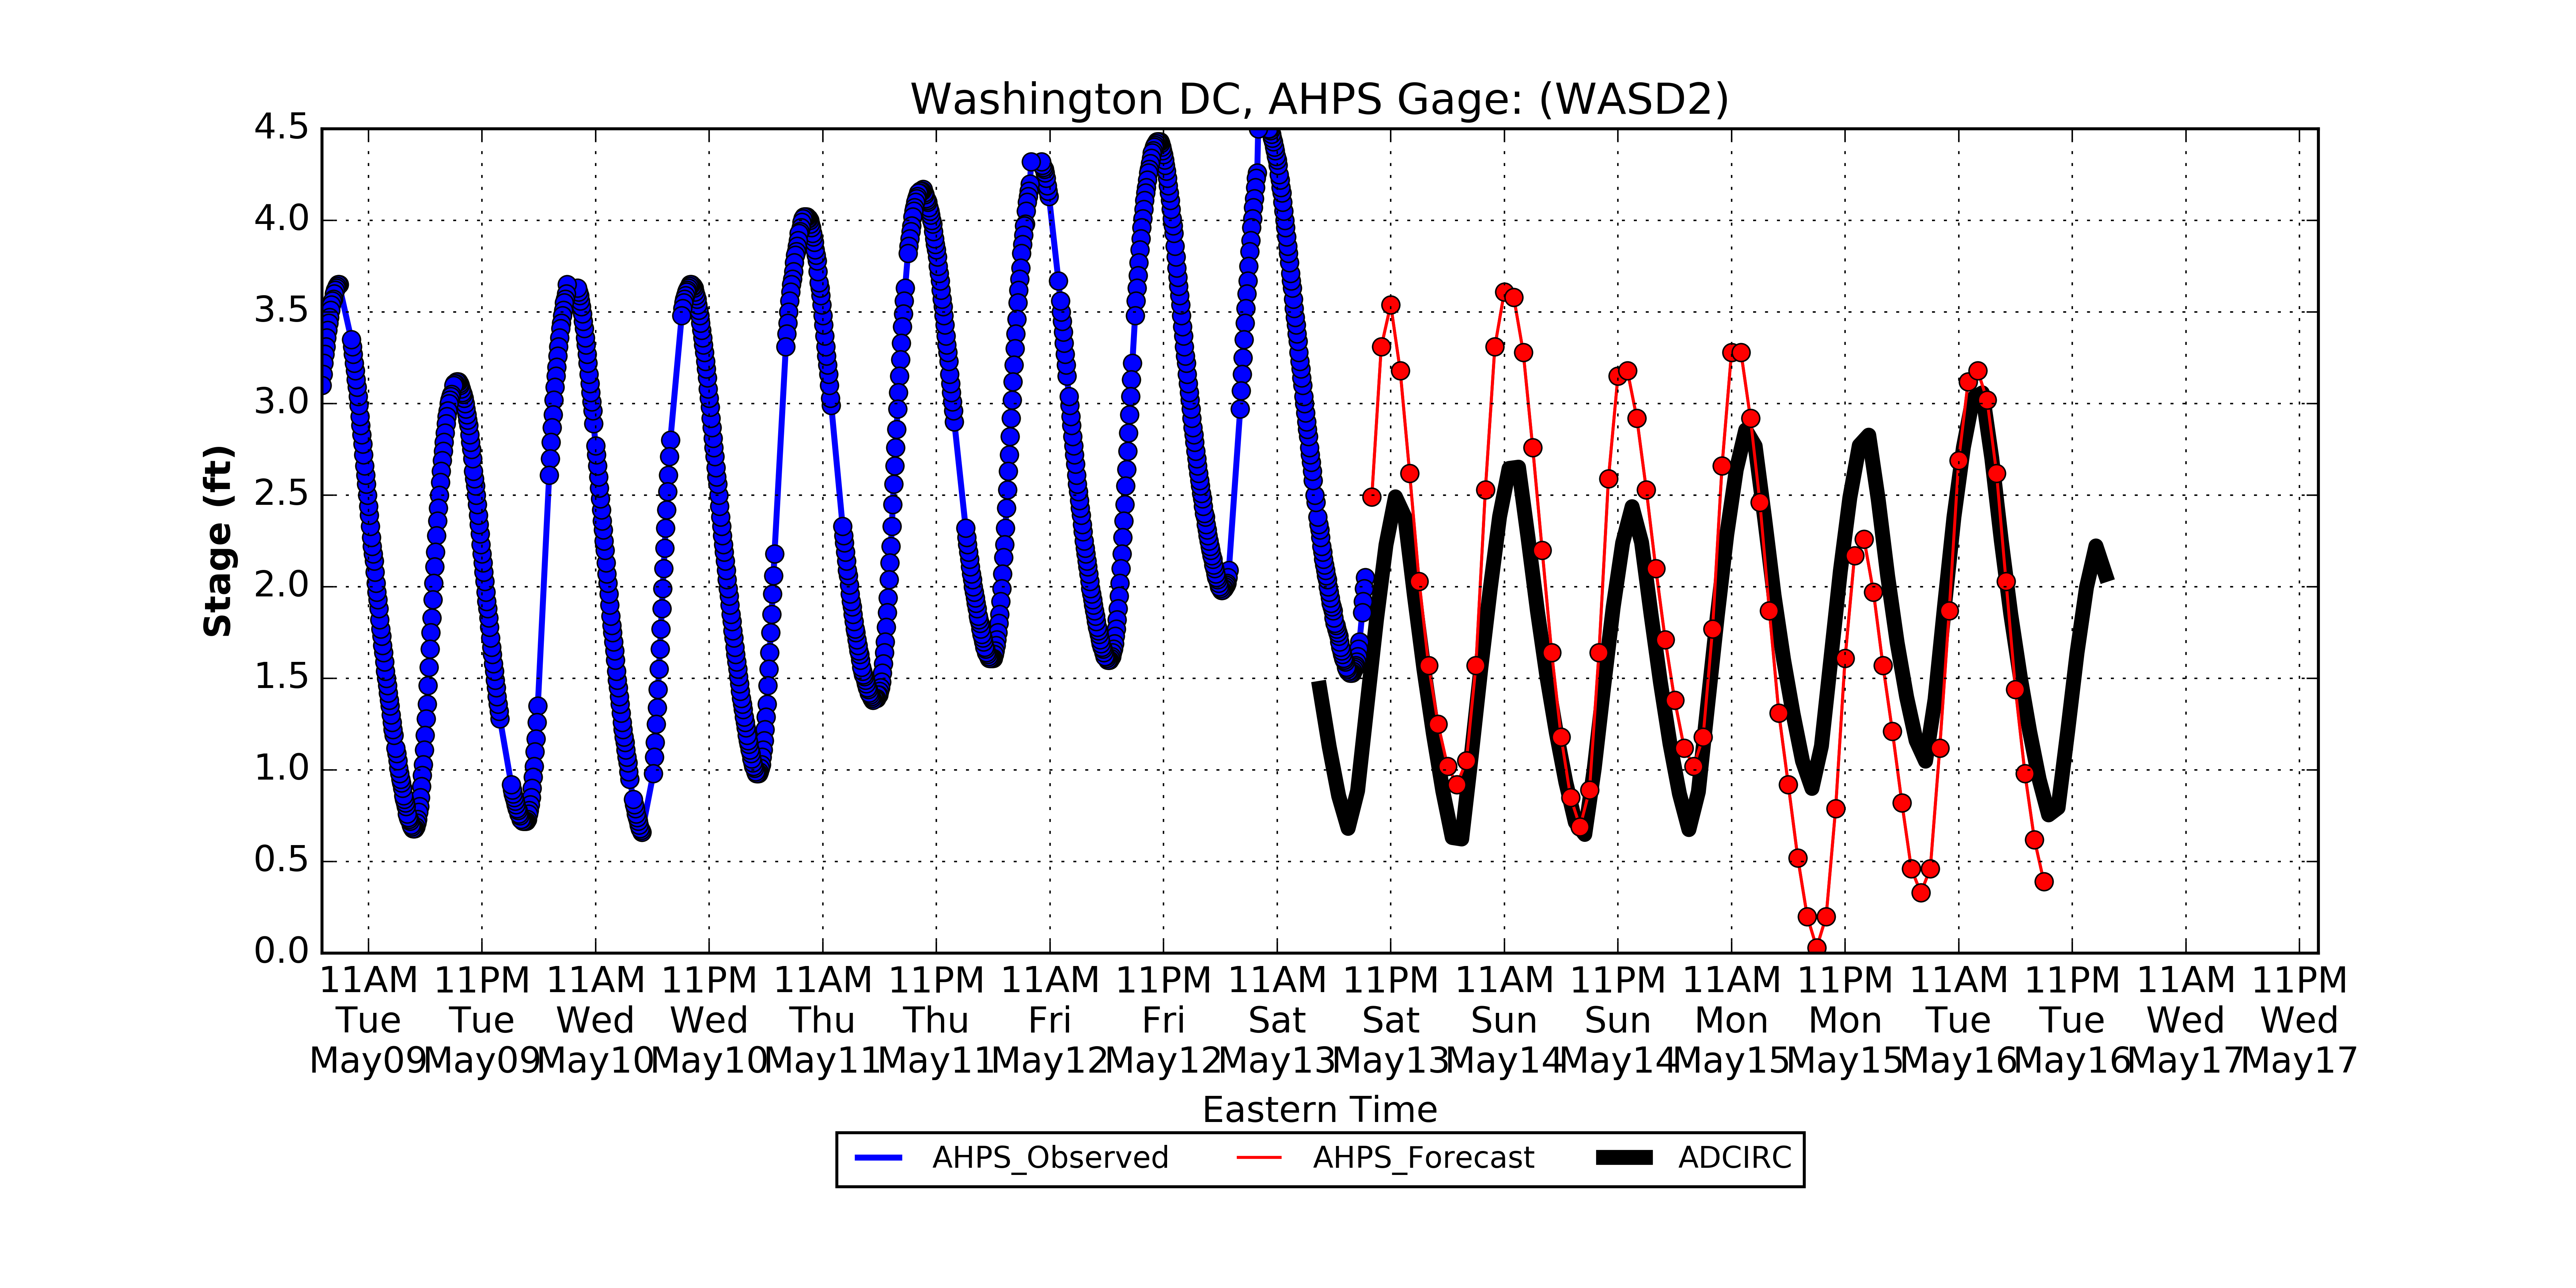 Washington DC, AHPS Gage: (WASD2)
4.5
4.0
3.5
3.0
2.5
2.0
1.5
1.0
0.5
0.0
Stage (ft)
11AM 11PM 11AM 11PM 11AM 11PM 11AM 11PM 11AM 11PM 11AM 11PM 11AM 11PM 11AM 11PM 11AM 11PM
Tue Tue Wed Wed Thu Thu Fri Fri Sat Sat Sun Sun Mon Mon Tue Tue Wed Wed
May09 May09 May10 May10 May11 May11 May12 May12 May13 May13 May14 May14 May15 May15 May16 May16 May17 May17
Eastern Time
AHPS_Observed AHPS_Forecast ADCIRC